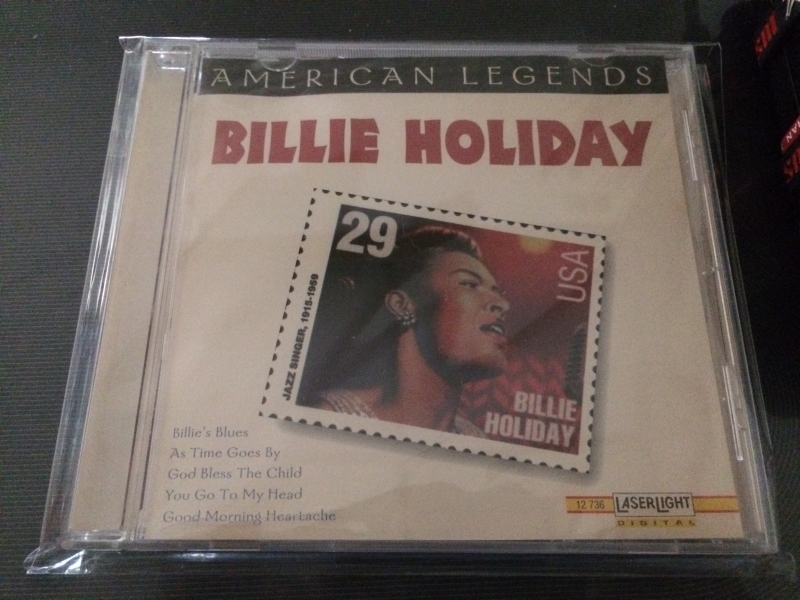 AMERICAN LEGENDS
BILLIE HOLIDAY
29
USA
JAZZ SINGER, 1915-1959
BILLIE
HOLIDAY
Billie's Blues
As Time Goes By
God Bless The Child
You Go To My Head
Good Morning Heartache
12 736 LASERLIGHT
DIGITAL